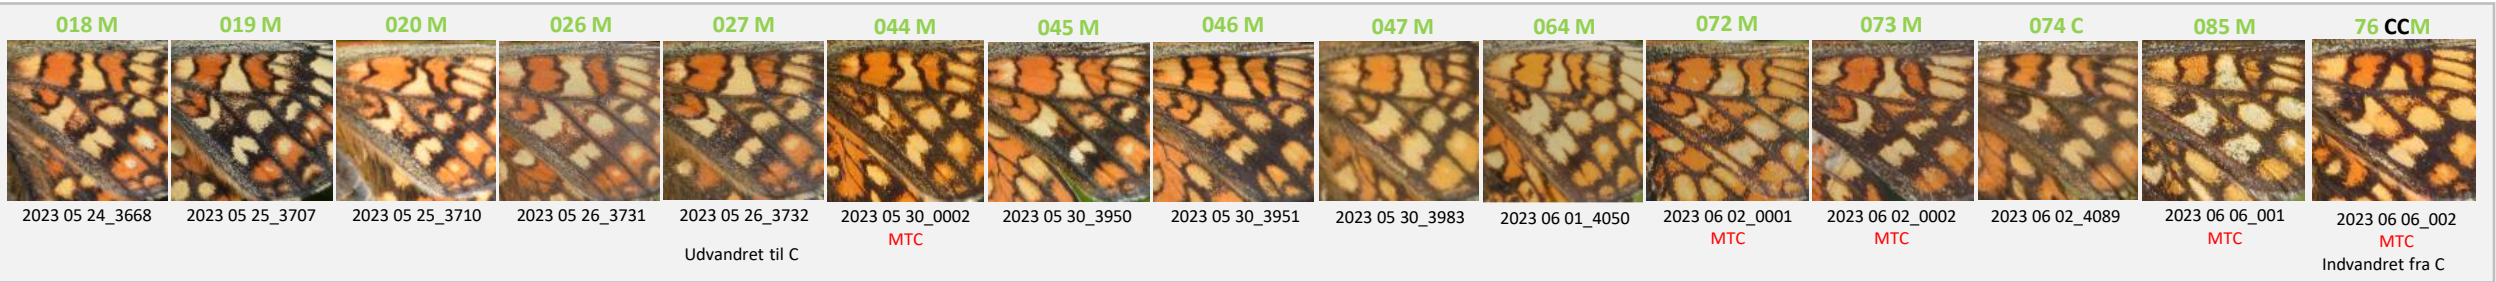 018 M 019 M 020 M 026 M 027 M 044 M 045 M 046 M 047 M 064 M 072 M 073 M 074 C 085 M 76 CCM
2023 05 24_3668 2023 05 25_3707 2023 05 25_3710 2023 05 26_3731 2023 05 26_3732 2023 05 30_0002 2023 05 30_3950 2023 05 30_3951 2023 05 30_3983 2023 06 01_4050 2023 06 02_0001 2023 06 02_0002 2023 06 02_4089 2023 06 06_001 2023 06 06_002
MTC MTC MTC MTC MTC
Udvandret til C Indvandret fra C